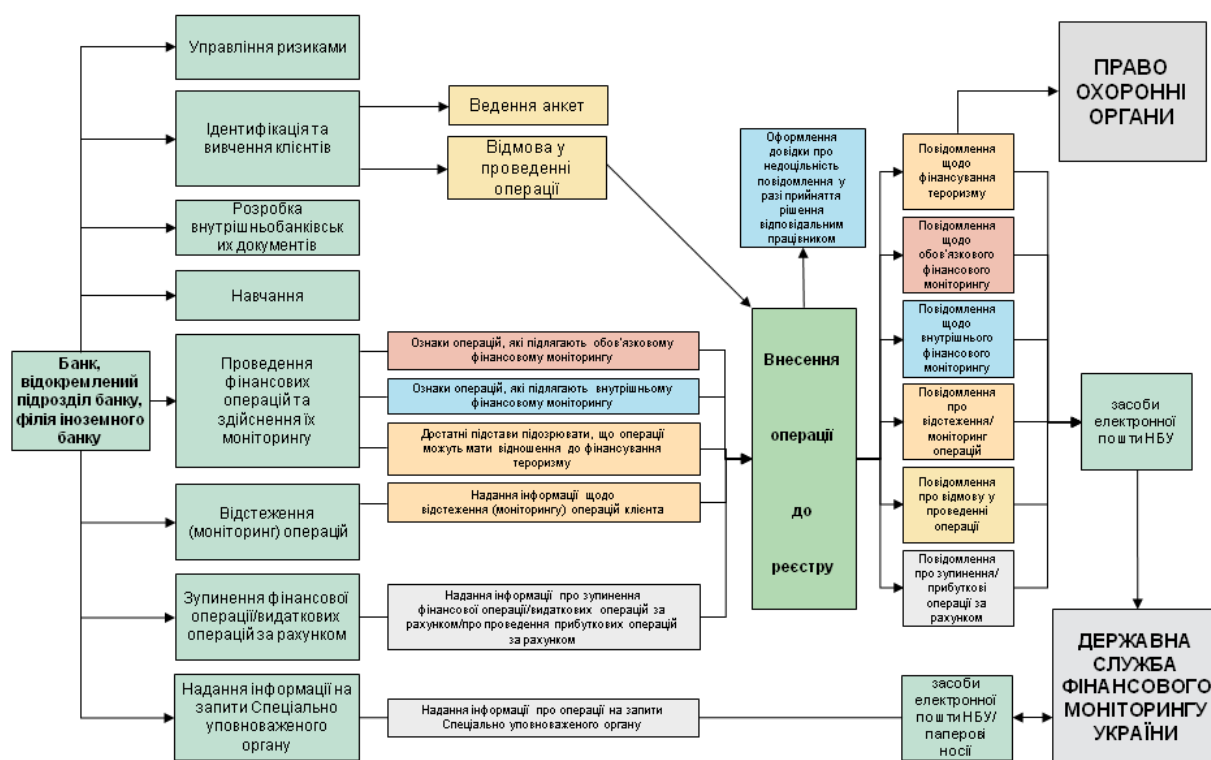 Банк,
відокремлений
підрозділ банку,
філія іноземного
банку
Управління ризиками
Ідентифікація та
вивчення клієнтів
Розробка
внутрішньобанківськ
их документів
Навчання
Проведення
фінансових
операцій та
здійснення їх
моніторингу
Відстеження
(моніторинг) операцій
Зупинення фінансової
операції/видаткових
операцій за рахунком
Надання інформації на
запити Спеціально
уповноваженого
органу
Ведення анкет
Відмова у
проведенні
операції
Ознаки операцій, які підлягають обов'язковому
фінансовому моніторингу
Ознаки операцій, які підлягають внутрішньому
фінансовому моніторингу
Достатні підстави підозрювати, що операції
можуть мати відношення до фінансування
тероризму
Надання інформації щодо
відстеження (моніторингу) операцій клієнта
Надання інформації про зупинення
фінансової операції/видаткових операцій за
рахунком/про проведення прибуткових операцій
за рахунком
Надання інформації про операції на запити
Спеціально уповноваженого органу
Оформлення
довідки про
недоцільність
повідомлення у
разі прийняття
рішення
відповідальним
працівником
Внесення
операції
до
реєстру
Повідомлення
щодо
фінансування
тероризму
Повідомлення
щодо
обов'язкового
фінансового
моніторингу
Повідомлення
щодо
внутрішнього
фінансового
моніторингу
Повідомлення
про
відстеження/
моніторинг
операцій
Повідомлення
про відмову у
проведенні
операції
Повідомлення
про зупинення/
прибуткові
операції за
рахунком
засоби
електронної
пошти НБУ/
паперові
носії
ПРАВО
ОХОРОННІ
ОРГАНИ
засоби
електронної
пошти НБУ
ДЕРЖАВНА
СЛУЖБА
ФІНАНСОВОГО
МОНІТОРИНГУ
УКРАЇНИ